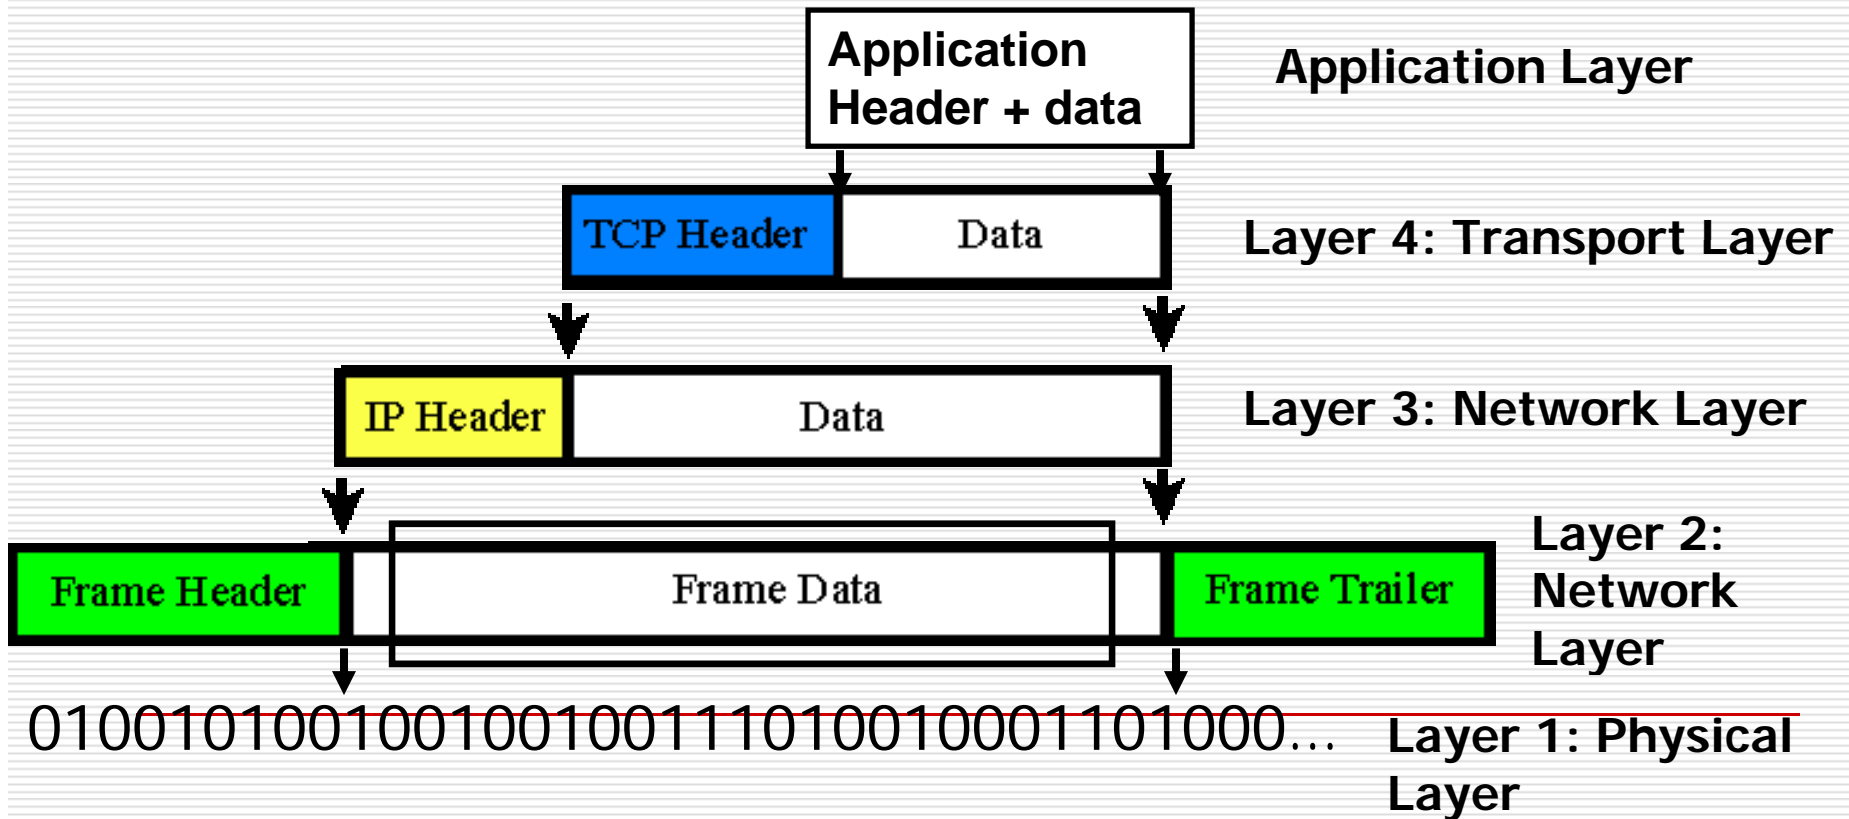 Application
Header + data
Application Layer
TCP Header
Data
Layer 4: Transport Layer
IP Header
Data
Layer 3: Network Layer
Frame Header
Frame Data
Frame Trailer
Layer 2:
Network
Layer
010010100100100100111010010001101000...
Layer 1: Physical
Layer